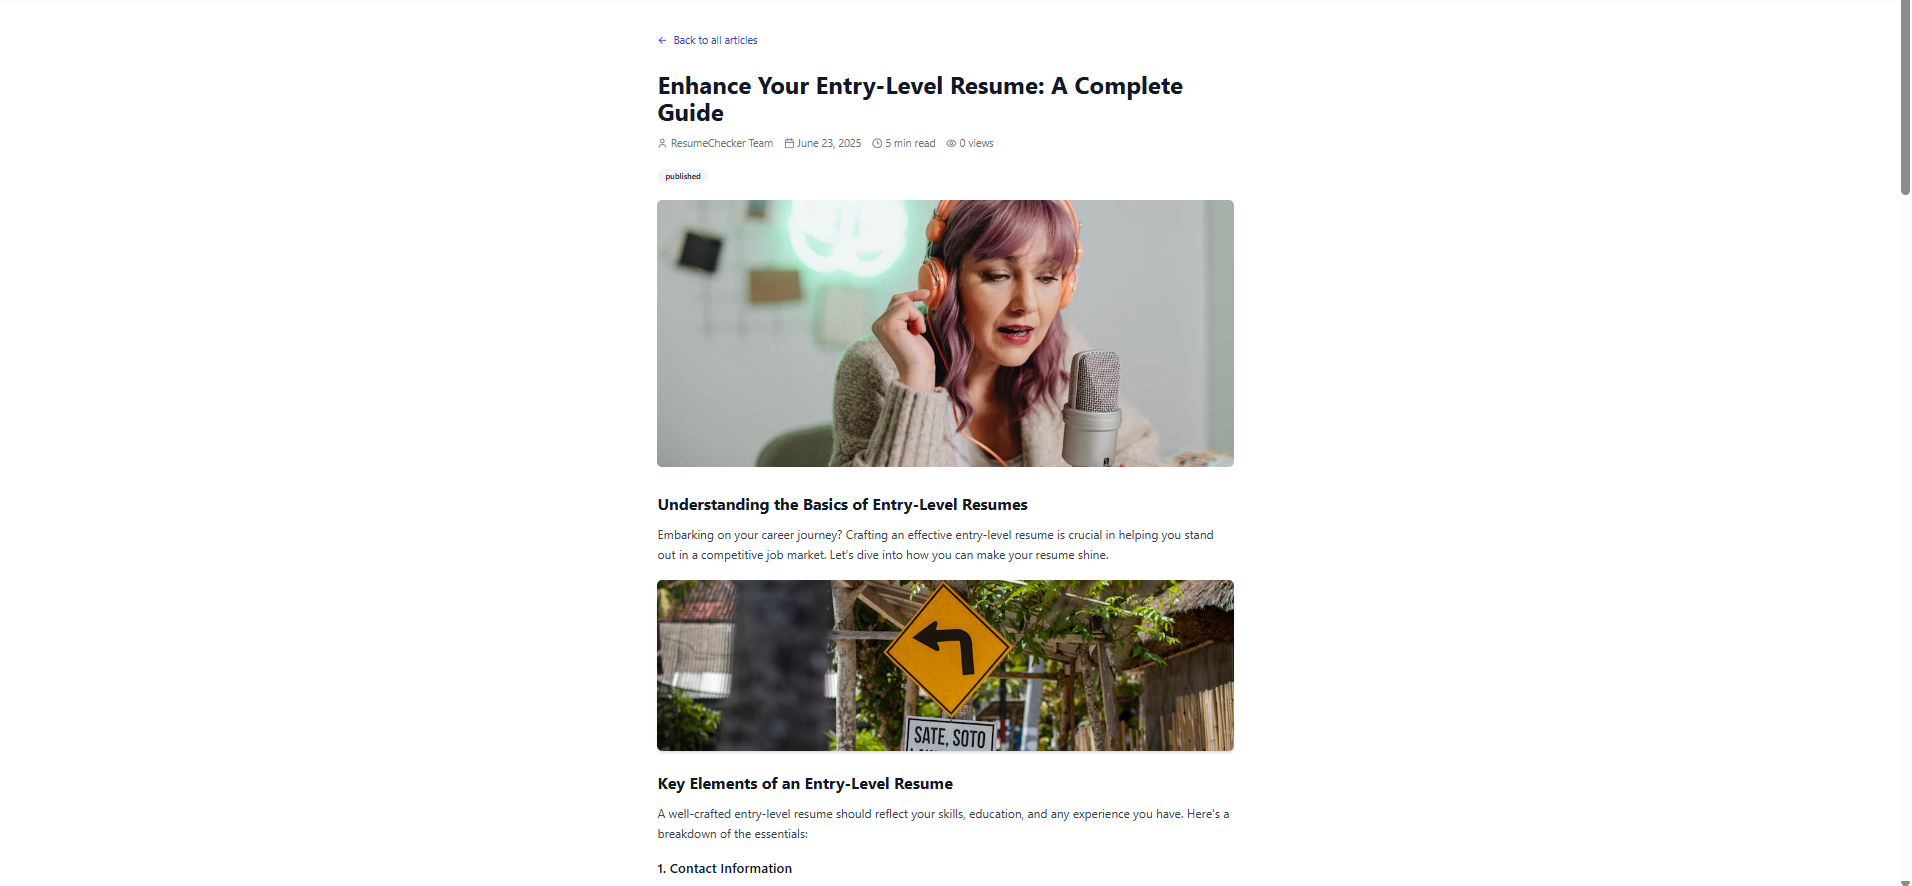 Back to all articles
Enhance Your Entry-Level Resume: A Complete
Guide
ResumeChecker Team June 23, 2025 5 min read 0 views
published
Understanding the Basics of Entry-Level Resumes
Embarking on your career journey? Crafting an effective entry-level resume is crucial in helping you stand
out in a competitive job market. Let's dive into how you can make your resume shine.
SATE, SOTO
Key Elements of an Entry-Level Resume
A well-crafted entry-level resume should reflect your skills, education, and any experience you have. Here's a
breakdown of the essentials:
1. Contact Information